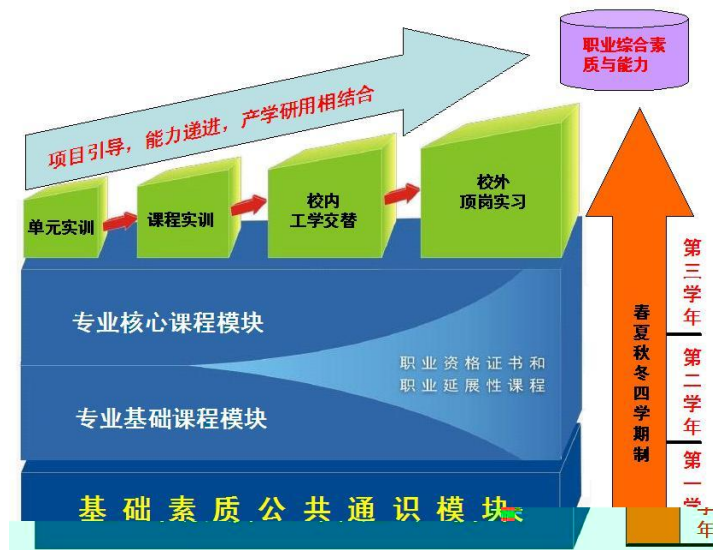 职业综合素
质与能力
项目引导，能力递进，产学研用相结合
单元实训
课程实训
校内
工学交替
校外
顶岗实习
专业核心课程模块
职业资格证书和
职业延展性课程
专业基础课程模块
基础素质公共通识模块
春夏秋冬四学期制
第三学年
第二学年
第一学年